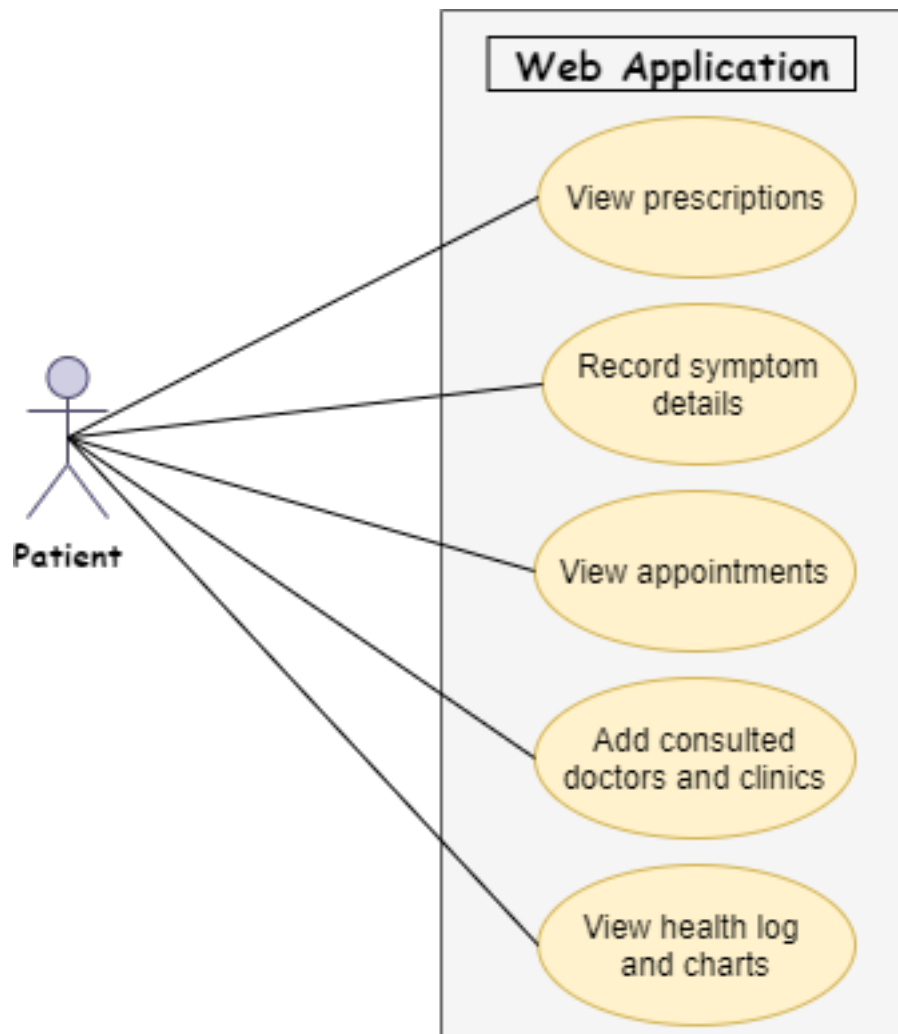 Web Application
View prescriptions
Record symptom
details
View appointments
Patient
Add consulted
doctors and clinics
View health log
and charts